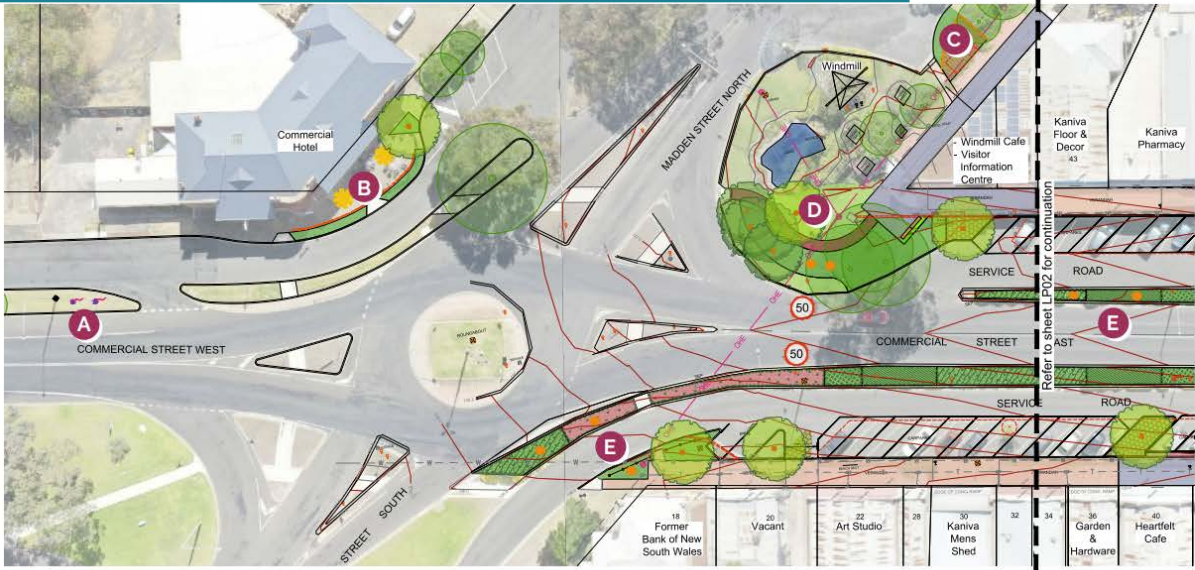 C
Windmill
MADDEN STREET NORTH
Commercial
Hotel
- Windmill Cafe
- Visitor
Information
Centre
Kaniva
Floor &
Decor
43
Kaniva
Pharmacy
B
D
Refer to sheet LP02 for continuation
SERVICE ROAD
A
50
E
ROUNDABOUT
COMMERCIAL STREET WEST
COMMERCIAL STREET EAST
OHE
50
SERVICE ROAD
E
W
STREET SOUTH
18
Former
Bank of New
South Wales
20
Vacant
22
Art Studio
28
30
Kaniva
Mens
Shed
32
34
36
Garden
&
Hardware
40
Heartfelt
Cafe